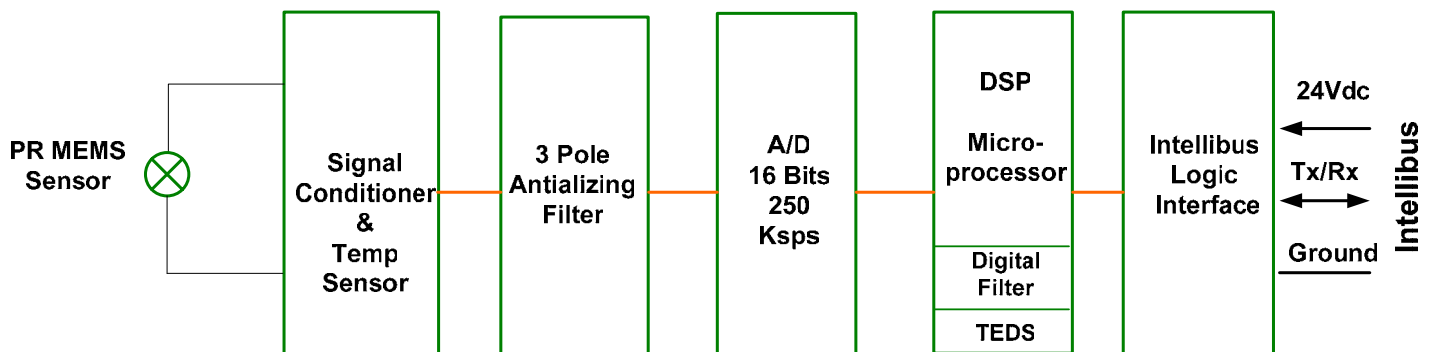 PR MEMS
Sensor
Signal
Conditioner
&
Temp
Sensor
3 Pole
Antializing
Filter
A/D
16 Bits
250
Ksps
DSP
Micro-
processor
Digital
Filter
TEDS
Intellibus
Logic
Interface
24Vdc
Tx/Rx
Ground
Intellibus